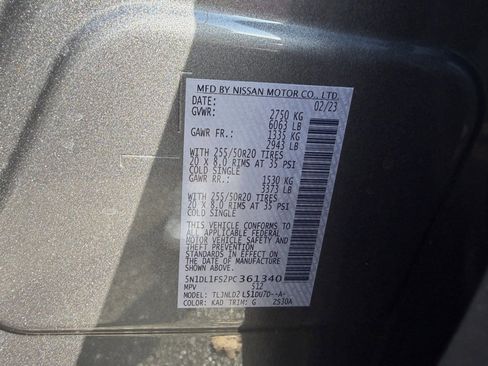 MFD BY NISSAN MOTOR CO., LTD.
DATE: 02/23
GVWR: 2750 KG
6063 LB
GAWR FR.: 1335 KG
2943 LB
WITH 255/50R20 TIRES
20 X 8.0 RIMS AT 35 PSI
COLD SINGLE
GAWR RR.: 1530 KG
3373 LB
WITH 255/50R20 TIRES
20 X 8.0 RIMS AT 35 PSI
COLD SINGLE
THIS VEHICLE CONFORMS TO
ALL APPLICABLE FEDERAL
MOTOR VEHICLE SAFETY AND
THEFT PREVENTION
STANDARDS IN EFFECT ON THE
DATE OF MANUFACTURE
SHOWN ABOVE.
5N1DL1FS2PC361340
MPV S12
MODEL: TLJNLD2 LS1DU7D--A-
COLOR: KAD TRIM: G 2530A